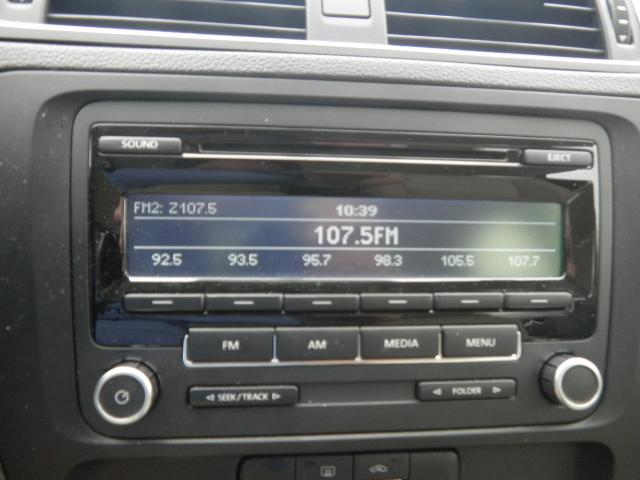 SOUND
EJECT
FM2: Z107.5 10:39
107.5FM
92.5 93.5 95.7 98.3 105.5 107.7
FM AM MEDIA MENU
SEEK/TRACK FOLDER